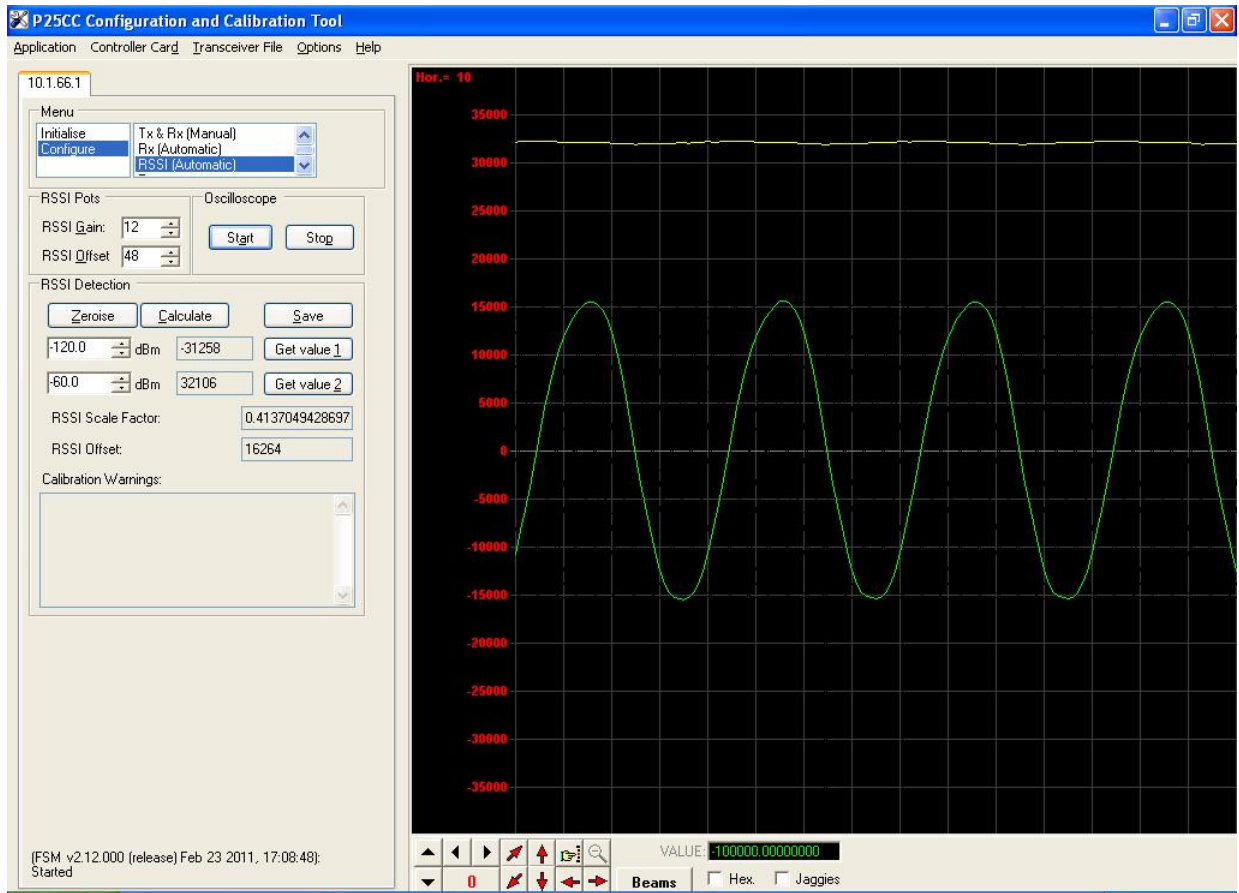 P25CC Configuration and Calibration Tool
Application Controller Card Transceiver File Options Help
10.1.66.1
Menu
Initialise
Configure
Tx & Rx (Manual)
Rx (Automatic)
RSSI (Automatic)
RSSI Pots
RSSI Gain: 12
RSSI Offset 48
Oscilloscope
Start Stop
RSSI Detection
Zeroise Calculate Save
-120.0 dBm -31258 Get value 1
-60.0 dBm 32106 Get value 2
RSSI Scale Factor: 0.4137049428697
RSSI Offset: 16264
Calibration Warnings:
(FSM v2.12.000 (release) Feb 23 2011, 17:08:48):
Started
Hor.= 10
35000
30000
25000
20000
15000
10000
5000
0
-5000
-10000
-15000
-20000
-25000
-30000
-35000
VALUE: -100000.00000000
0 Beams Hex. Jaggies